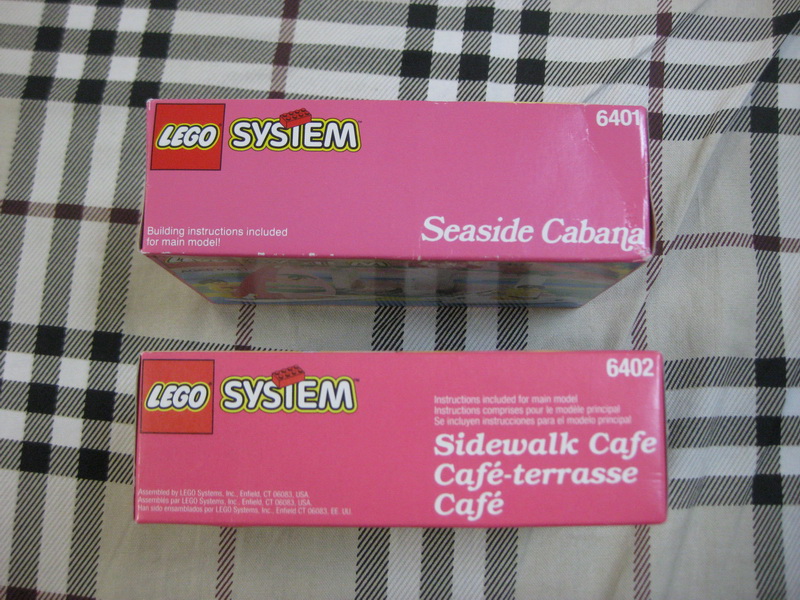 LEGO SYSTEM™
6401
Building instructions included
for main model!
Seaside Cabana
LEGO SYSTEM™
6402
Instructions included for main model
Instructions comprises pour le modèle principal
Se incluyen instrucciones para el modelo principal
Sidewalk Cafe
Café-terrasse
Café
Assembled by LEGO Systems, Inc., Enfield, CT 06083, USA.
Assemblés par LEGO Systems, Inc., Enfield, CT 06083, USA.
Han sido ensamblados por LEGO Systems, Inc., Enfield CT 06083, EE. UU.